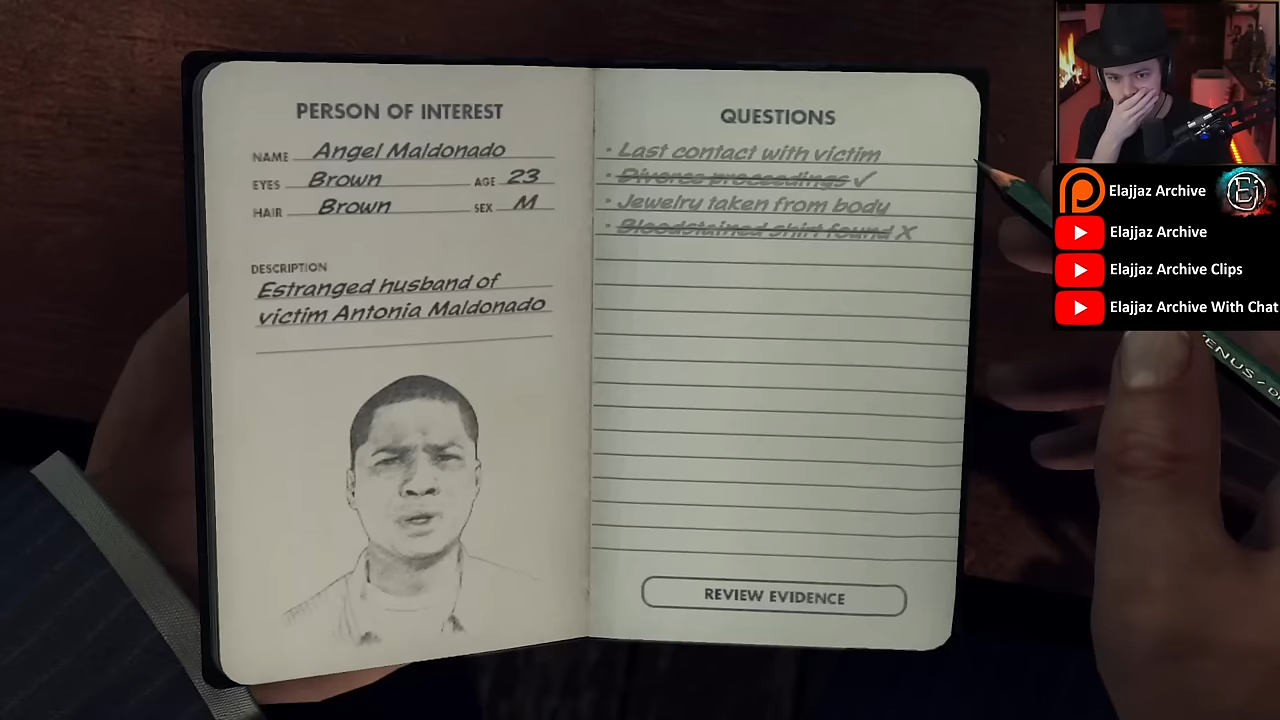 PERSON OF INTEREST
NAME Angel Maldonado
EYES Brown AGE 23
HAIR Brown SEX M
DESCRIPTION
Estranged husband of
victim Antonia Maldonado
QUESTIONS
• Last contact with victim
• Divorce proceedings ✓
• Jewelry taken from body
• Bloodstained shirt found X
REVIEW EVIDENCE
Elajjaz Archive
Ej
Elajjaz Archive
Elajjaz Archive Clips
Elajjaz Archive With Chat